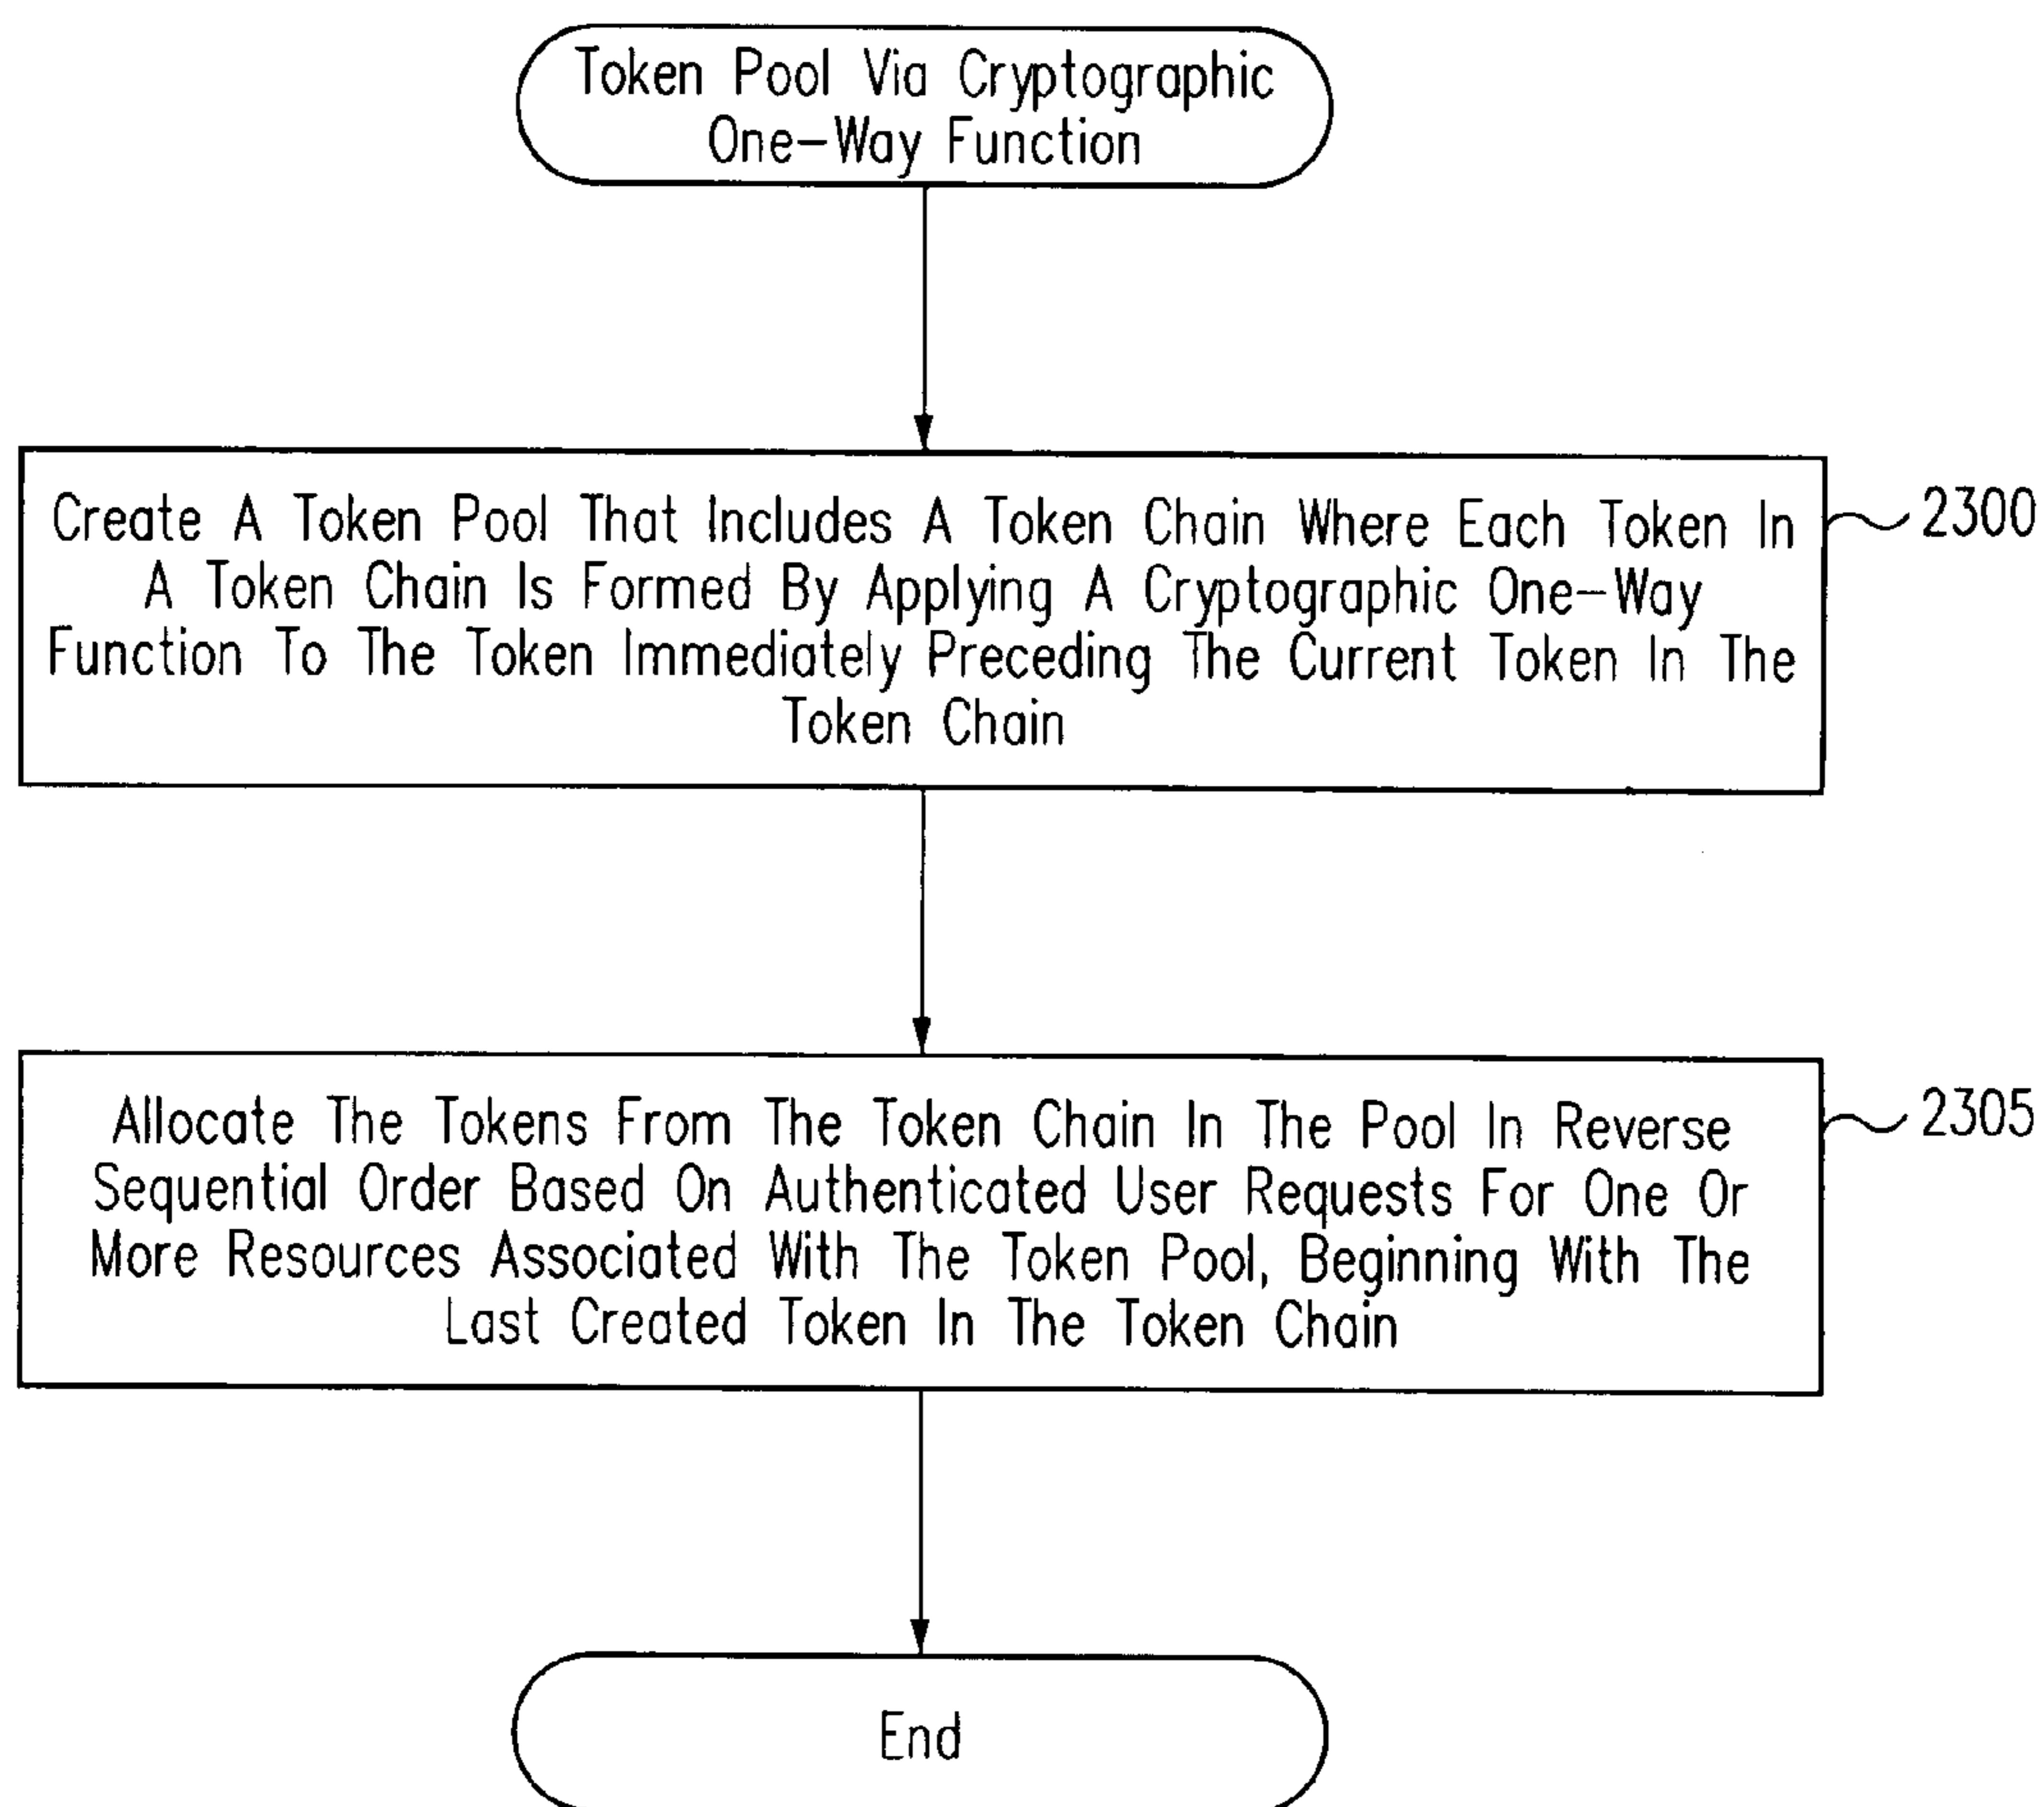 Token Pool Via Cryptographic
One-Way Function
Create A Token Pool That Includes A Token Chain Where Each Token In
A Token Chain Is Formed By Applying A Cryptographic One-Way
Function To The Token Immediately Preceding The Current Token In The
Token Chain
2300
Allocate The Tokens From The Token Chain In The Pool In Reverse
Sequential Order Based On Authenticated User Requests For One Or
More Resources Associated With The Token Pool, Beginning With The
Last Created Token In The Token Chain
2305
End